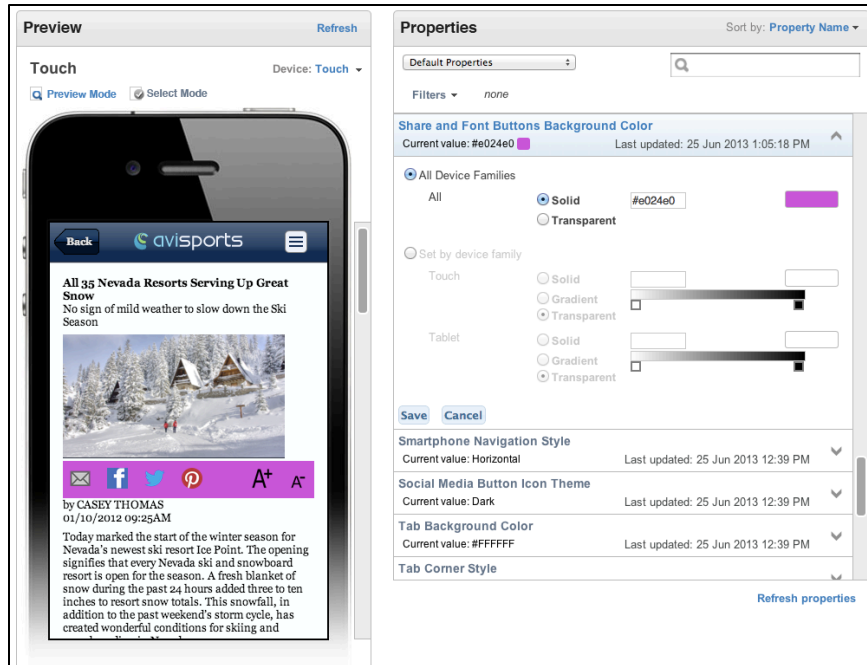 Preview
Refresh
Touch
Device: Touch
Preview Mode
Select Mode
Back
avisports
All 35 Nevada Resorts Serving Up Great
Snow
No sign of mild weather to slow down the Ski
Season
A+ A-
by CASEY THOMAS
01/10/2012 09:25AM
Today marked the start of the winter season for
Nevada's newest ski resort Ice Point. The opening
signifies that every Nevada ski and snowboard
resort is open for the season. A fresh blanket of
snow during the past 24 hours added three to ten
inches to resort snow totals. This snowfall, in
addition to the past weekend's storm cycle, has
created wonderful conditions for skiing and
Properties
Sort by: Property Name
Default Properties
Filters
none
Share and Font Buttons Background Color
Current value: #e024e0
Last updated: 25 Jun 2013 1:05:18 PM
All Device Families
All
Solid
#e024e0
Transparent
Set by device family
Touch
Solid
Gradient
Transparent
Tablet
Solid
Gradient
Transparent
Save
Cancel
Smartphone Navigation Style
Current value: Horizontal
Last updated: 25 Jun 2013 12:39 PM
Social Media Button Icon Theme
Current value: Dark
Last updated: 25 Jun 2013 12:39 PM
Tab Background Color
Current value: #FFFFFF
Last updated: 25 Jun 2013 12:39 PM
Tab Corner Style
Refresh properties